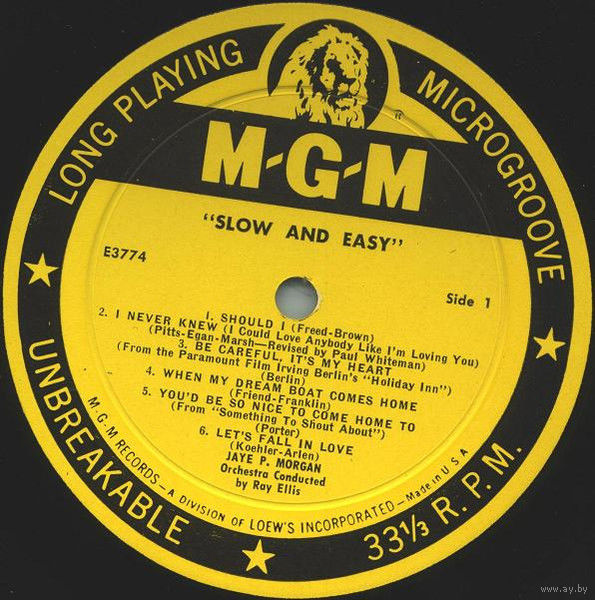 LONG PLAYING
MICROGROOVE
®
M-G-M
"SLOW AND EASY"
E3774
Side 1
1. SHOULD I (Freed-Brown)
2. I NEVER KNEW (I Could Love Anybody Like I'm Loving You)
(Pitts-Egan-Marsh—Revised by Paul Whiteman)
3. BE CAREFUL, IT'S MY HEART
(From the Paramount Film Irving Berlin's "Holiday Inn")
(Berlin)
4. WHEN MY DREAM BOAT COMES HOME
(Friend-Franklin)
5. YOU'D BE SO NICE TO COME HOME TO
(From "Something To Shout About")
(Porter)
6. LET'S FALL IN LOVE
(Koehler-Arlen)
JAYE P. MORGAN
Orchestra Conducted
by Ray Ellis
M-G-M RECORDS—A DIVISION OF LOEW'S INCORPORATED—Made in U.S.A
UNBREAKABLE
33⅓ R.P.M.
www.ay.by